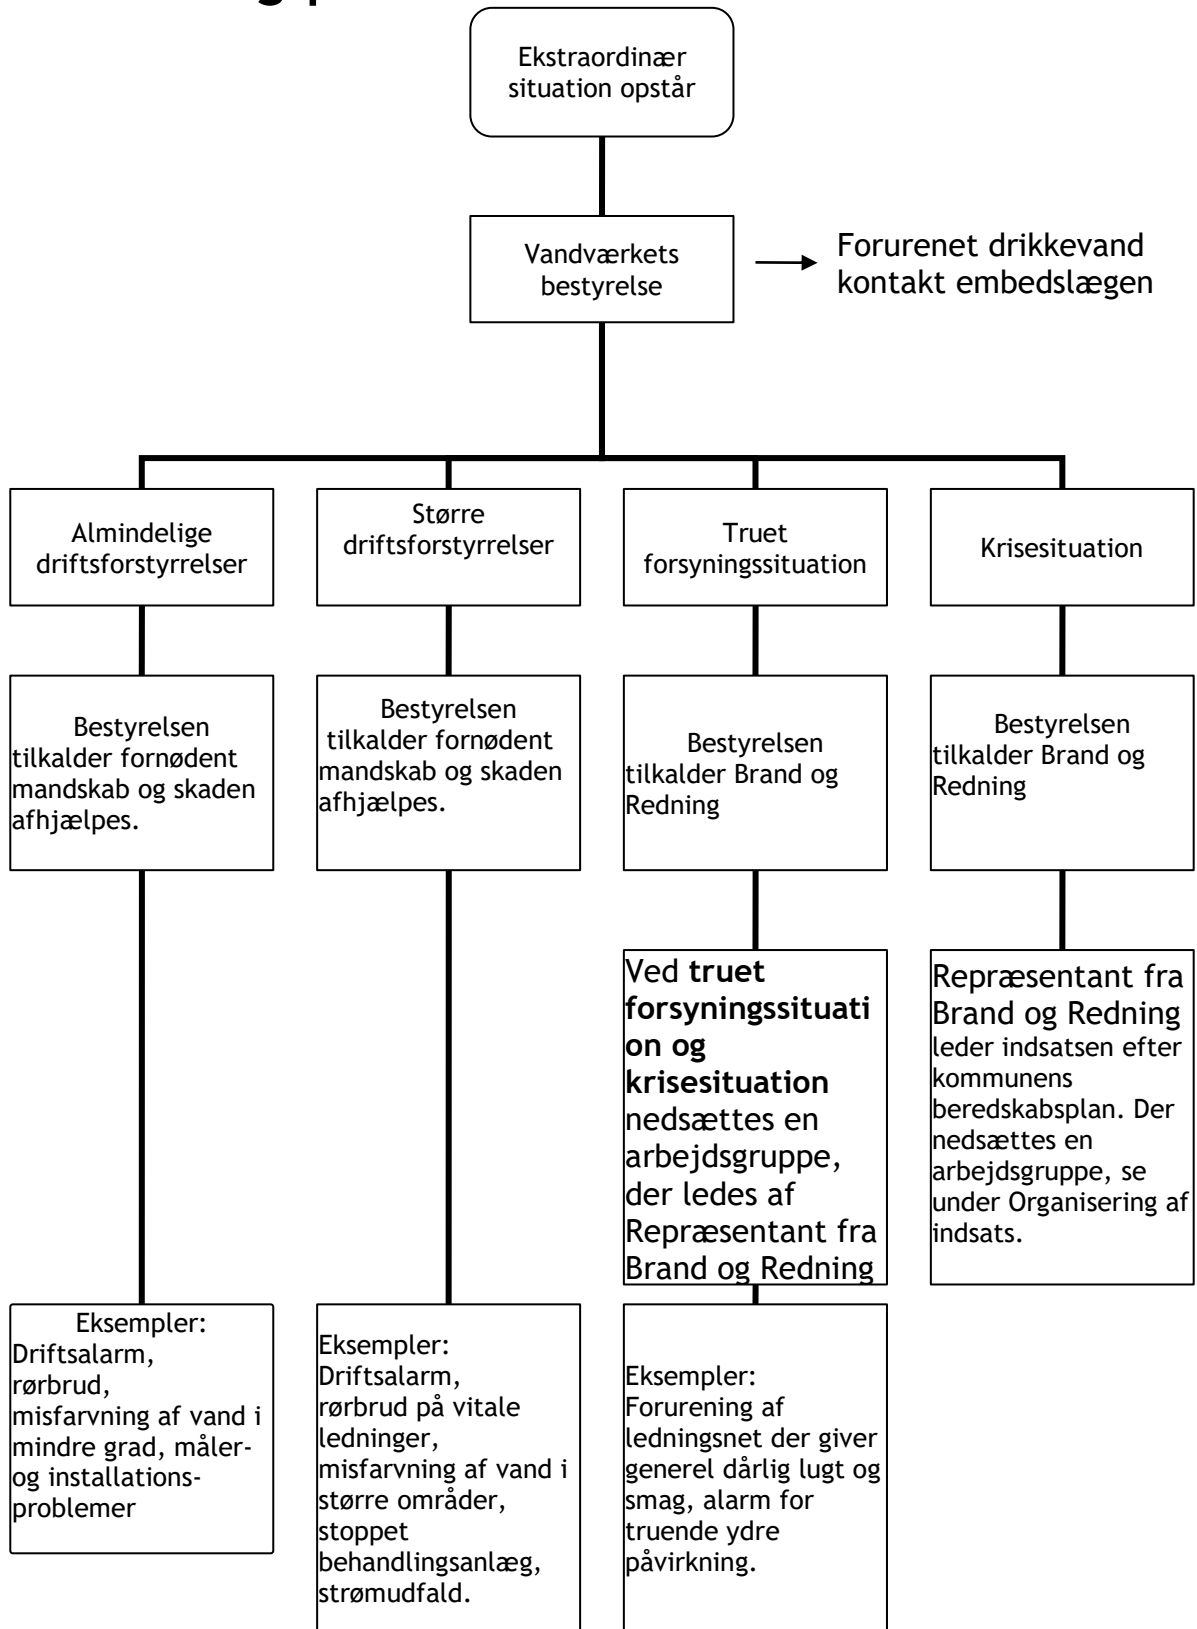 Ekstraordinær
situation opstår
Vandværkets
bestyrelse
Forurenet drikkevand
kontakt embedslægen
Almindelige
driftsforstyrrelser
Større
driftsforstyrrelser
Truet
forsyningssituation
Krisesituation
Bestyrelsen
tilkalder fornødent
mandskab og skaden
afhjælpes.
Bestyrelsen
tilkalder fornødent
mandskab og skaden
afhjælpes.
Bestyrelsen
tilkalder Brand og
Redning
Bestyrelsen
tilkalder Brand og
Redning
Ved truet
forsyningssituati
on og
krisesituation
nedsættes en
arbejdsgruppe,
der ledes af
Repræsentant fra
Brand og Redning
Repræsentant fra
Brand og Redning
leder indsatsen efter
kommunens
beredskabsplan. Der
nedsættes en
arbejdsgruppe, se
under Organisering af
indsats.
Eksempler:
Driftsalarm,
rørbrud,
misfarvning af vand i
mindre grad, måler-
og installations-
problemer
Eksempler:
Driftsalarm,
rørbrud på vitale
ledninger,
misfarvning af vand i
større områder,
stoppet
behandlingsanlæg,
strømudfald.
Eksempler:
Forurening af
ledningsnet der giver
generel dårlig lugt og
smag, alarm for
truende ydre
påvirkning.